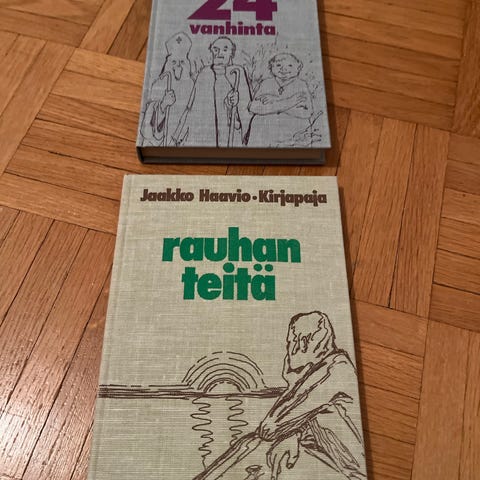 24
vanhinta
Jaakko Haavio • Kirjapaja
rauhan
teitä